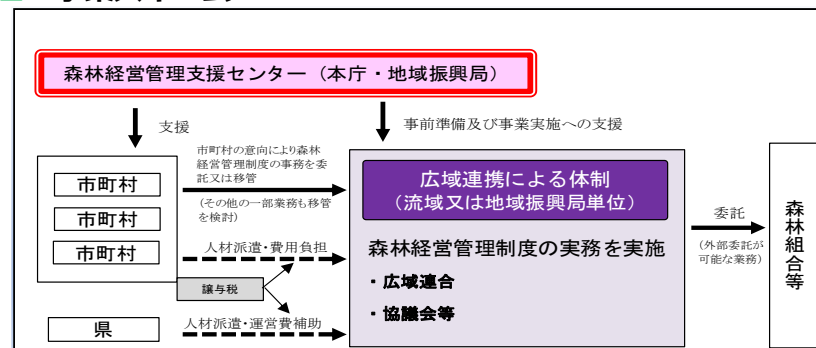 森林経営管理支援センター（本庁・地域振興局）
支援
事前準備及び事業実施への支援
市町村の意向により森林
経営管理制度の事務を委
託又は移管
(その他の一部業務も移管
を検討)
市町村
市町村
市町村
人材派遣・費用負担
譲与税
県
人材派遣・運営費補助
広域連携による体制
（流域又は地域振興局単位）
森林経営管理制度の実務を実施
・広域連合
・協議会等
委託
(外部委託が
可能な業務)
森林組合等